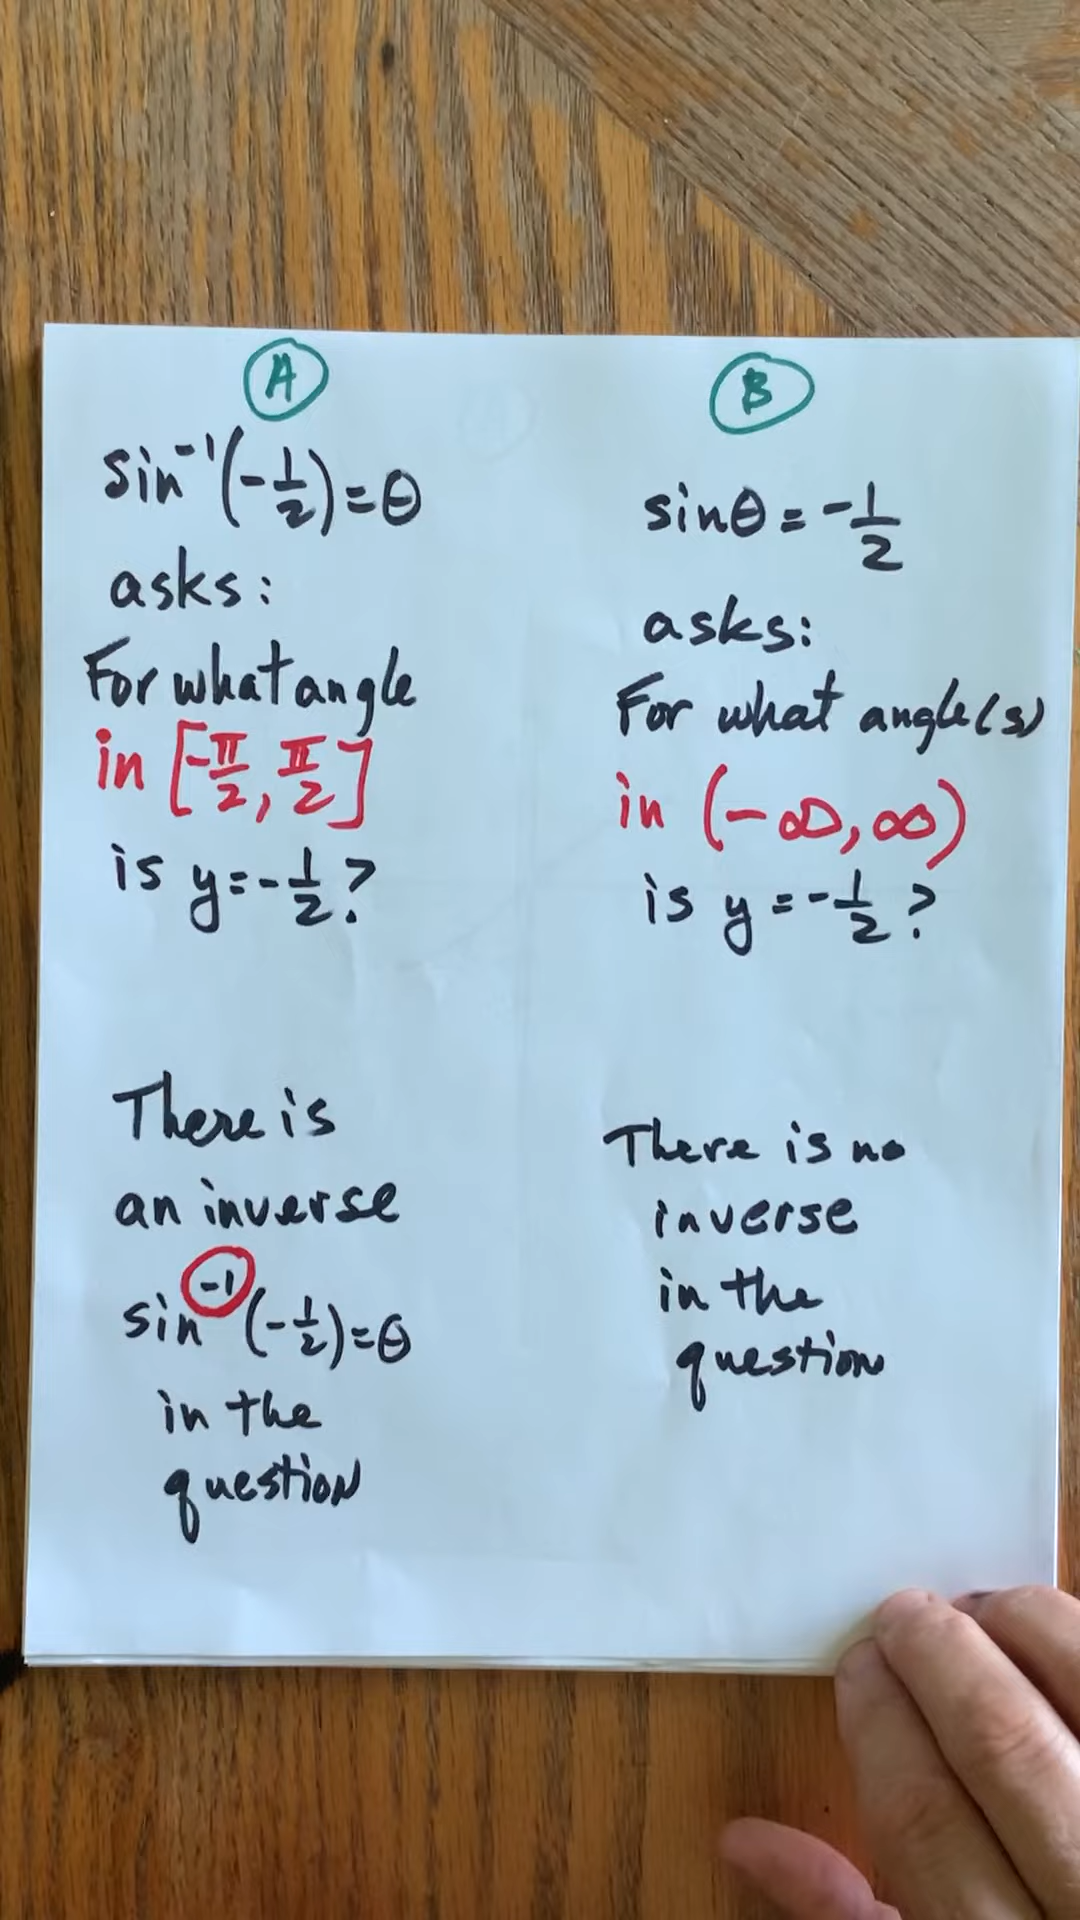 A
sin⁻¹(-1/2)=θ
asks:
For what angle
in [-π/2, π/2]
is y=-1/2?
There is
an inverse
sin⁻¹(-1/2)=θ
in the
question
B
sinθ=-1/2
asks:
For what angle(s)
in (-∞,∞)
is y=-1/2?
There is no
inverse
in the
question